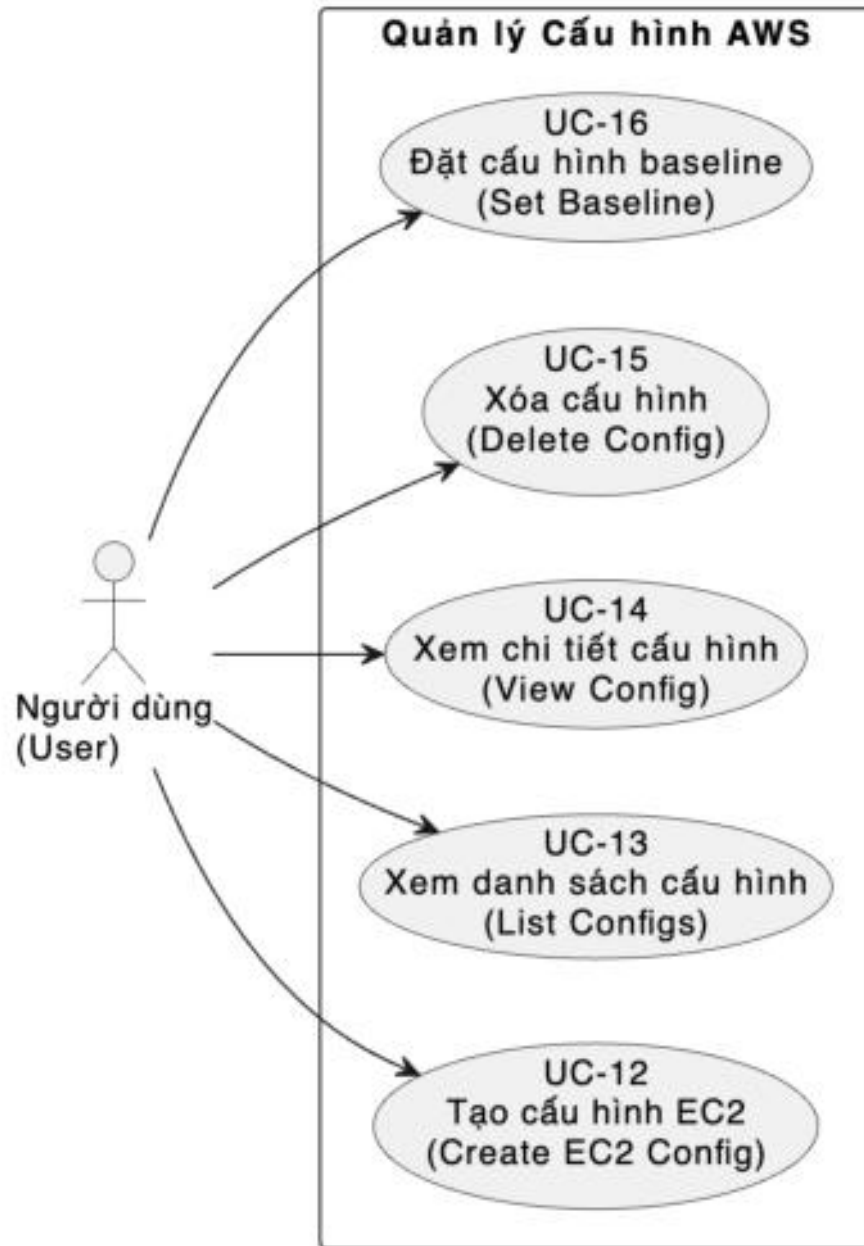 Quản lý Cấu hình AWS
UC-16
Đặt cấu hình baseline
(Set Baseline)
UC-15
Xóa cấu hình
(Delete Config)
UC-14
Xem chi tiết cấu hình
(View Config)
Người dùng
(User)
UC-13
Xem danh sách cấu hình
(List Configs)
UC-12
Tạo cấu hình EC2
(Create EC2 Config)